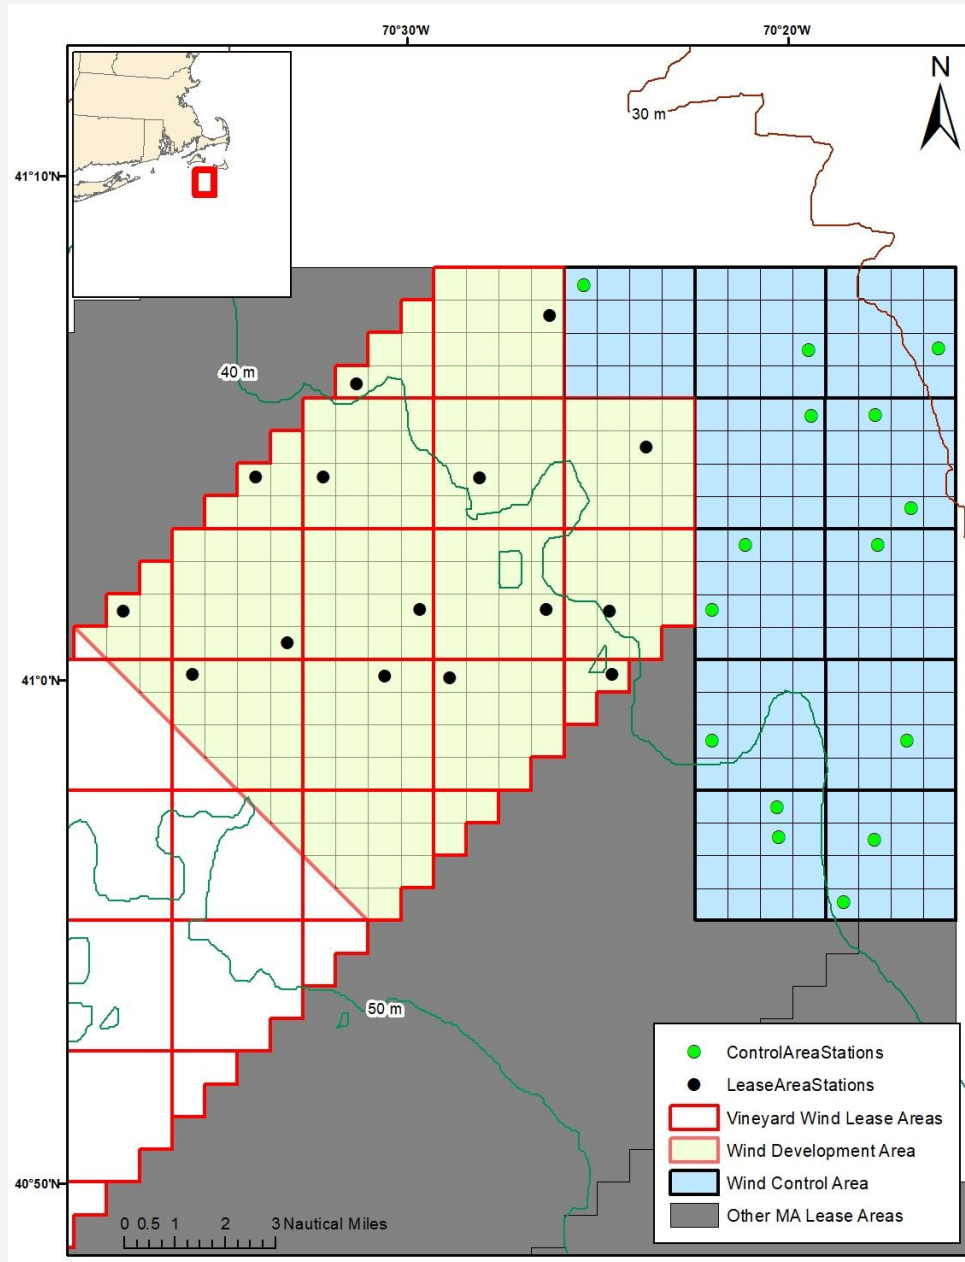 70°30'W 70°20'W
N
30 m
41°10'N
40 m
41°0'N
50 m
ControlAreaStations
LeaseAreaStations
Vineyard Wind Lease Areas
Wind Development Area
Wind Control Area
Other MA Lease Areas
40°50'N
0 0.5 1 2 3 Nautical Miles